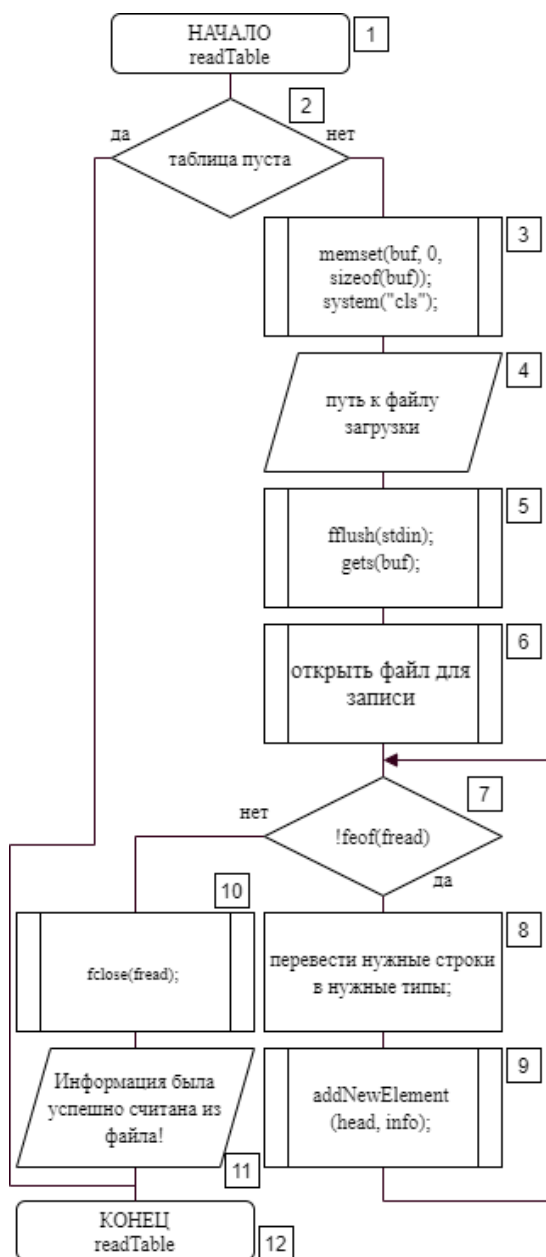 НАЧАЛО
readTable
1
2
да
нет
таблица пуста
3
memset(buf, 0,
sizeof(buf));
system("cls");
4
путь к файлу
загрузки
5
fflush(stdin);
gets(buf);
6
открыть файл для
записи
7
нет
!feof(fread)
да
10
8
fclose(fread);
перевести нужные строки
в нужные типы;
9
Информация была
успешно считана из
файла!
addNewElement
(head, info);
11
КОНЕЦ
readTable
12